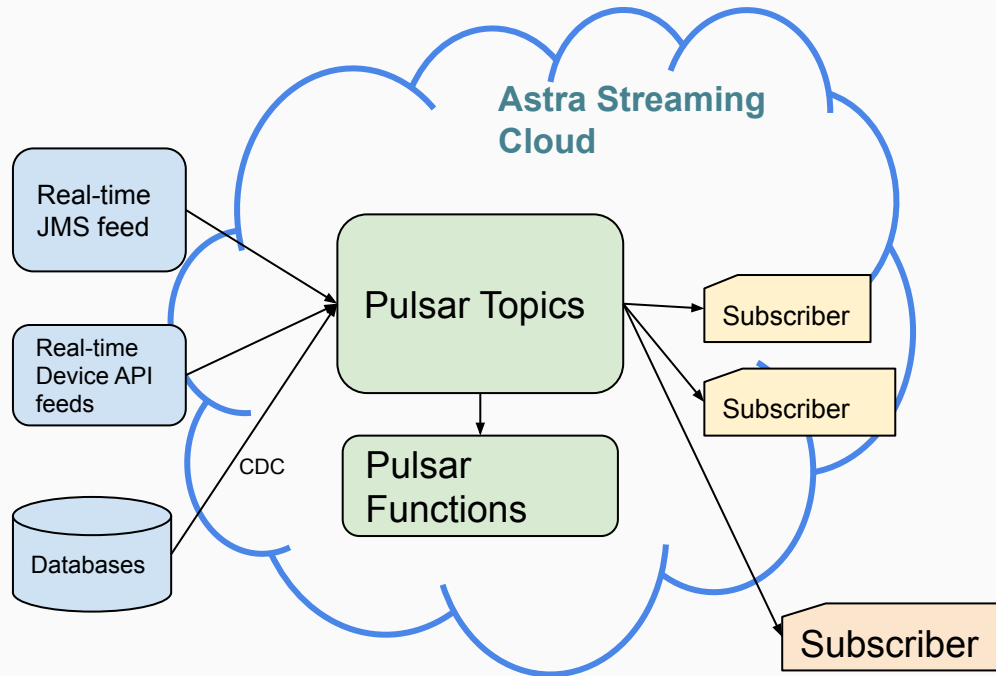 Astra Streaming
Cloud
Real-time
JMS feed
Pulsar Topics
Subscriber
Real-time
Device API
feeds
Subscriber
CDC
Pulsar
Functions
Databases
Subscriber